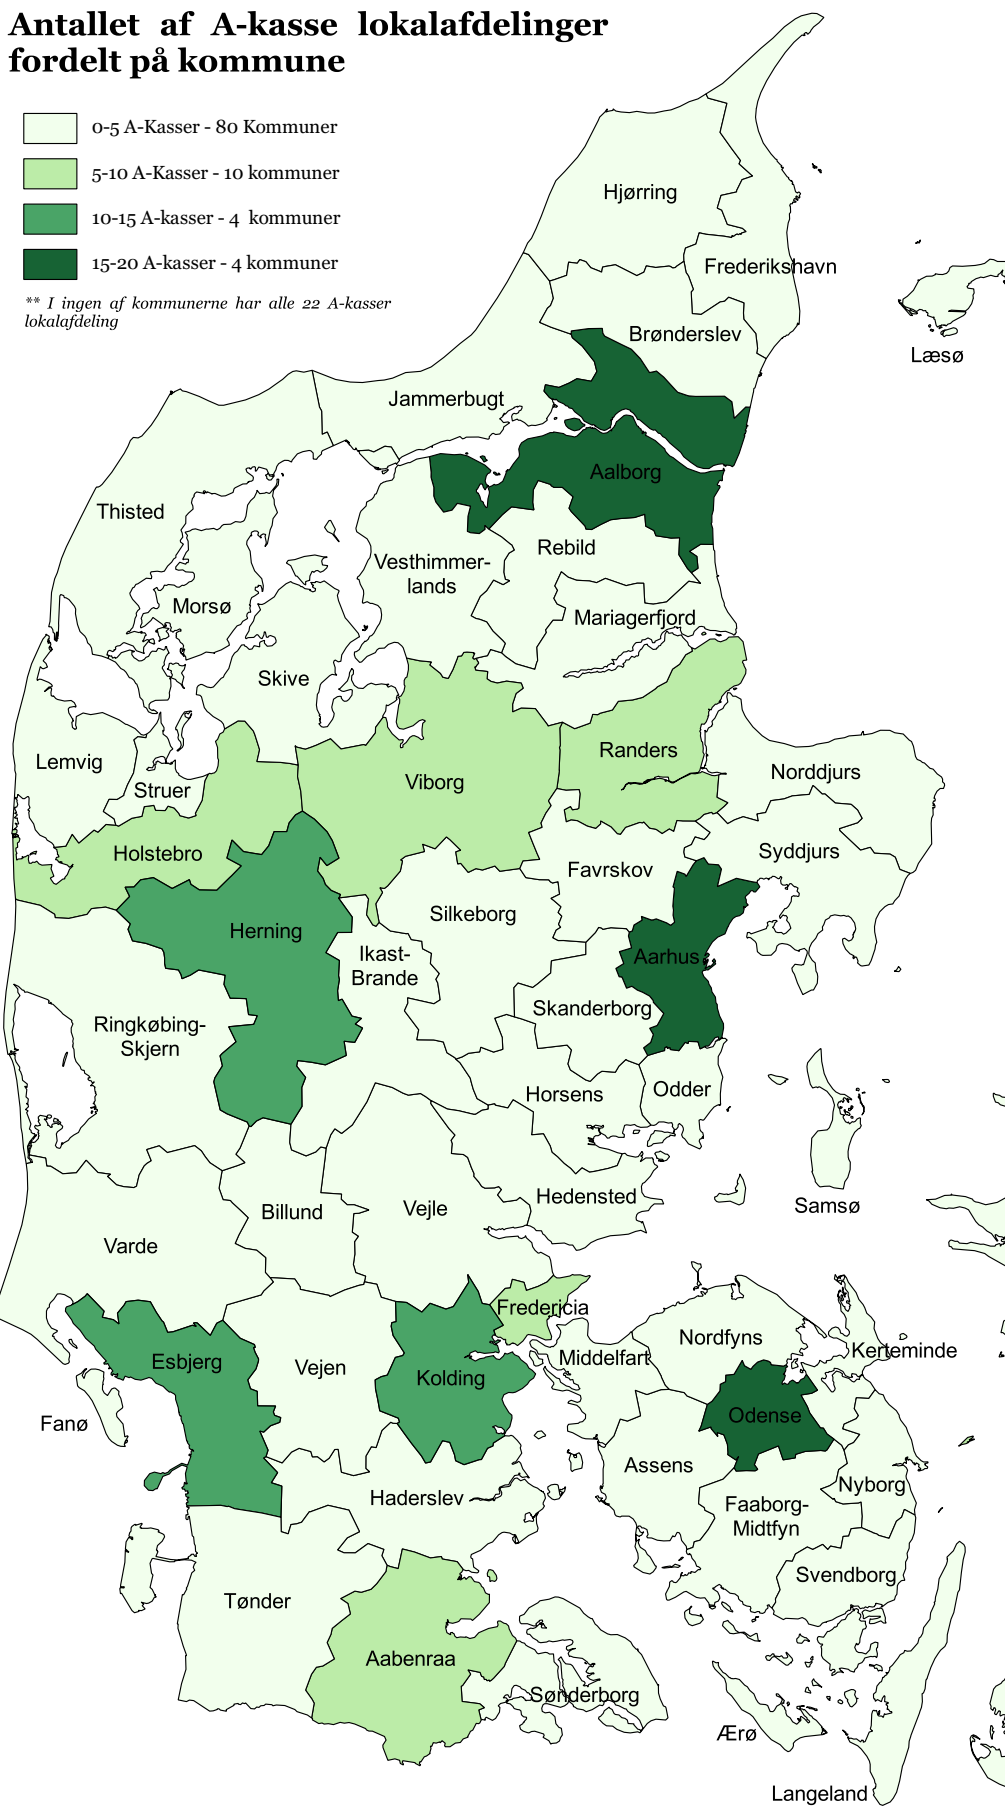 Antallet af A-kasse lokalafdelinger
fordelt på kommune
0-5 A-Kasser - 80 Kommuner
5-10 A-Kasser - 10 kommuner
10-15 A-kasser - 4 kommuner
15-20 A-kasser - 4 kommuner
** I ingen af kommunerne har alle 22 A-kasser
lokalafdeling
Hjørring
Frederikshavn
Brønderslev
Læsø
Jammerbugt
Aalborg
Thisted
Rebild
Vesthimmer-
lands
Morsø
Mariagerfjord
Skive
Randers
Lemvig
Norddjurs
Viborg
Struer
Holstebro
Syddjurs
Favrskov
Silkeborg
Herning
Ikast-
Brande
Aarhus
Skanderborg
Ringkøbing-
Skjern
Odder
Horsens
Hedensted
Samsø
Vejle
Billund
Varde
Fredericia
Nordfyns
Kerteminde
Middelfart
Esbjerg
Vejen
Kolding
Odense
Fanø
Assens
Nyborg
Haderslev
Faaborg-
Midtfyn
Svendborg
Tønder
Aabenraa
Sønderborg
Ærø
Langeland